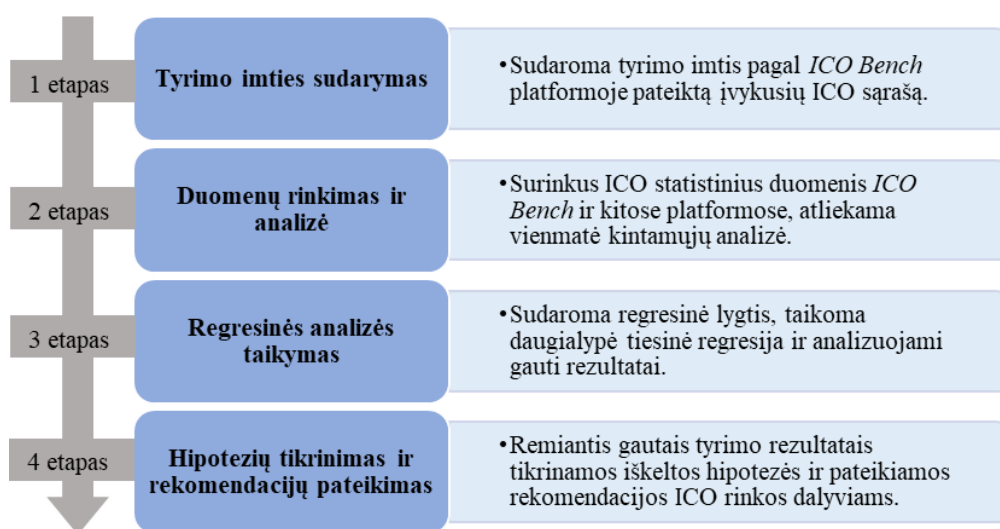 1 etapas
Tyrimo imties sudarymas
•Sudaroma tyrimo imtis pagal ICO Bench
platformoje pateiktą įvykusių ICO sąrašą.
2 etapas
Duomenų rinkimas ir
analizė
•Surinkus ICO statistinius duomenis ICO
Bench ir kitose platformose, atliekama
vienmatė kintamųjų analizė.
3 etapas
Regresinės analizės
taikymas
•Sudaroma regresinė lygtis, taikoma
daugialypė tiesinė regresija ir analizuojami
gauti rezultatai.
4 etapas
Hipotezių tikrinimas ir
rekomendacijų pateikimas
•Remiantis gautais tyrimo rezultatais
tikrinamos iškeltos hipotezės ir pateikiamos
rekomendacijos ICO rinkos dalyviams.